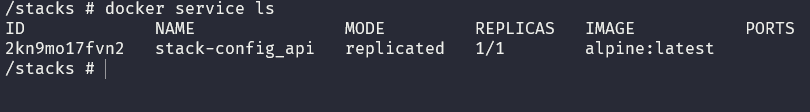 /stacks # docker service ls
ID NAME MODE REPLICAS IMAGE PORTS
2kn9mo17fvn2 stack-config_api replicated 1/1 alpine:latest
/stacks #